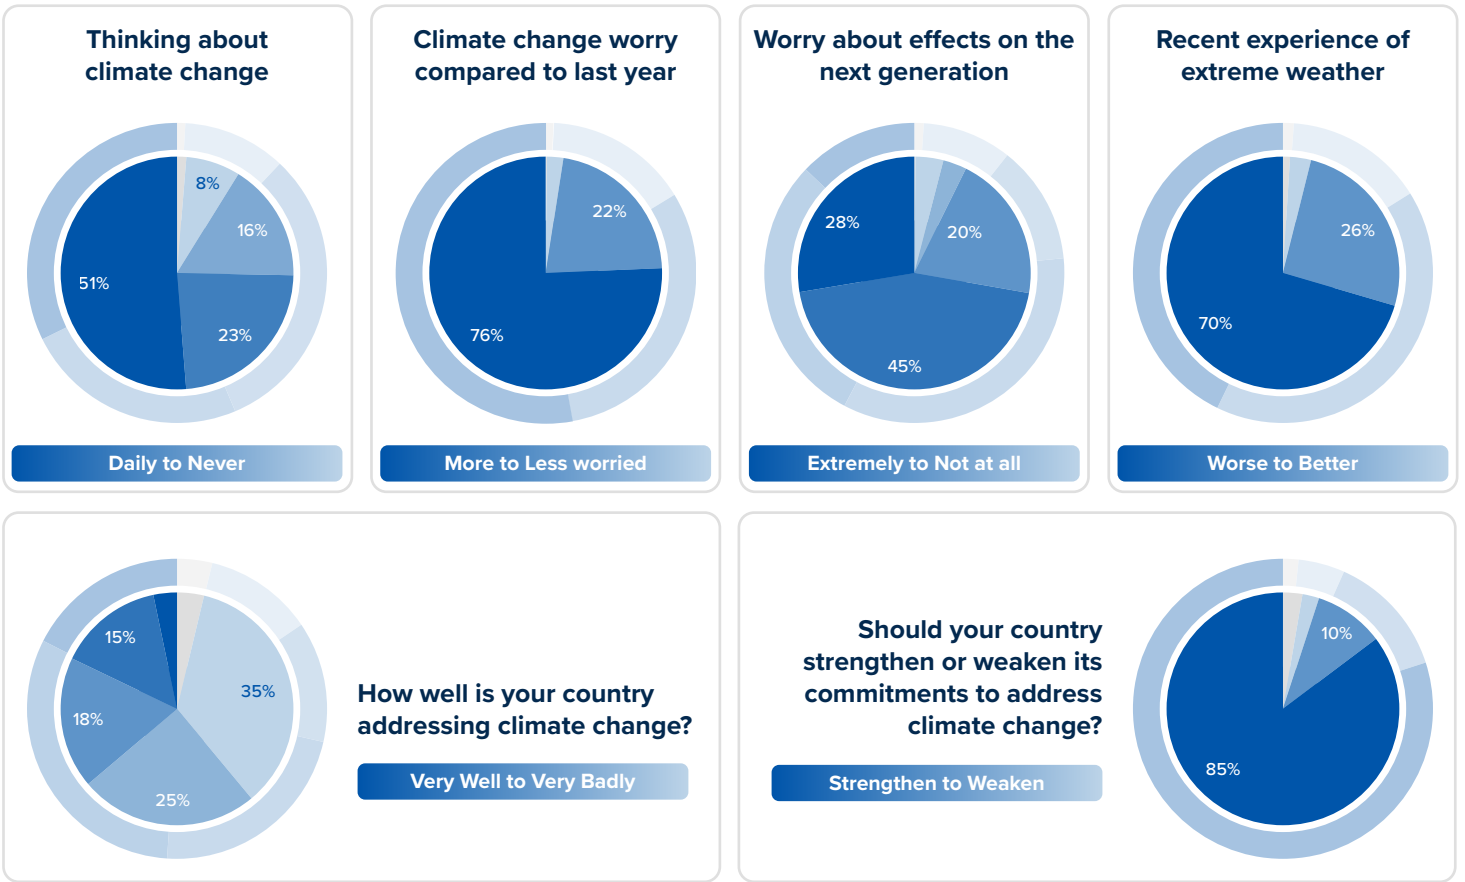 Thinking about
climate change
8%
16%
51%
23%
Daily to Never
Climate change worry
compared to last year
22%
76%
More to Less worried
Worry about effects on the
next generation
28%
20%
45%
Extremely to Not at all
Recent experience of
extreme weather
26%
70%
Worse to Better
15%
35%
18%
25%
How well is your country
addressing climate change?
Very Well to Very Badly
Should your country
strengthen or weaken its
commitments to address
climate change?
Strengthen to Weaken
10%
85%